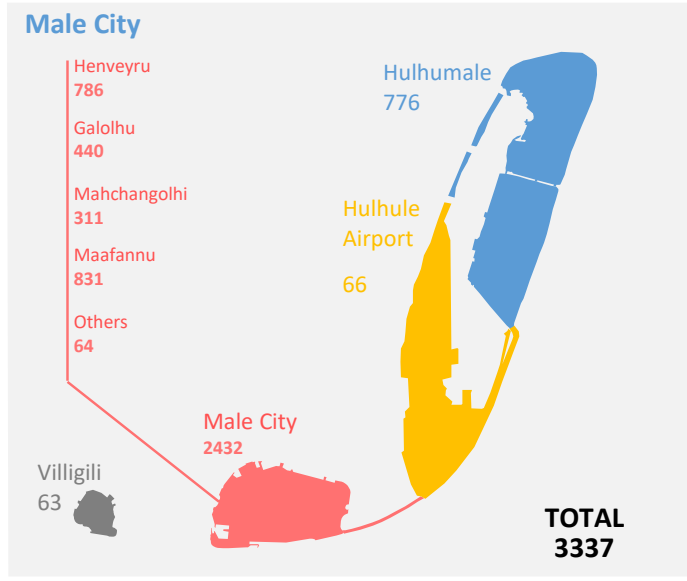 Male City
Henveyru
786
Galolhu
440
Mahchangolhi
311
Maafannu
831
Others
64
Hulhumale
776
Hulhule
Airport
66
Male City
2432
Villigili
63
TOTAL
3337